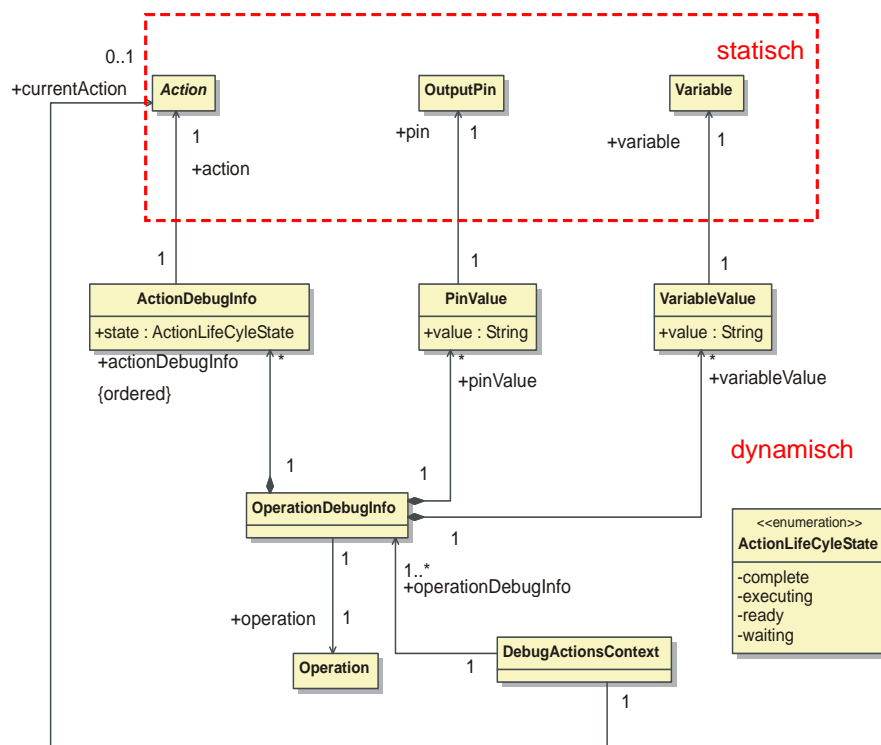 statisch
0..1
+currentAction
Action
OutputPin
Variable
1
+action
+pin
1
+variable
1
1
1
1
ActionDebugInfo
+state : ActionLifeCyleState
PinValue
+value : String
VariableValue
+value : String
+actionDebugInfo
*
{ordered}
*
+pinValue
*
+variableValue
dynamisch
1
1
1
OperationDebugInfo
1
1..*
+operationDebugInfo
+operation
1
Operation
DebugActionsContext
1
1
<<enumeration>>
ActionLifeCyleState
-complete
-executing
-ready
-waiting